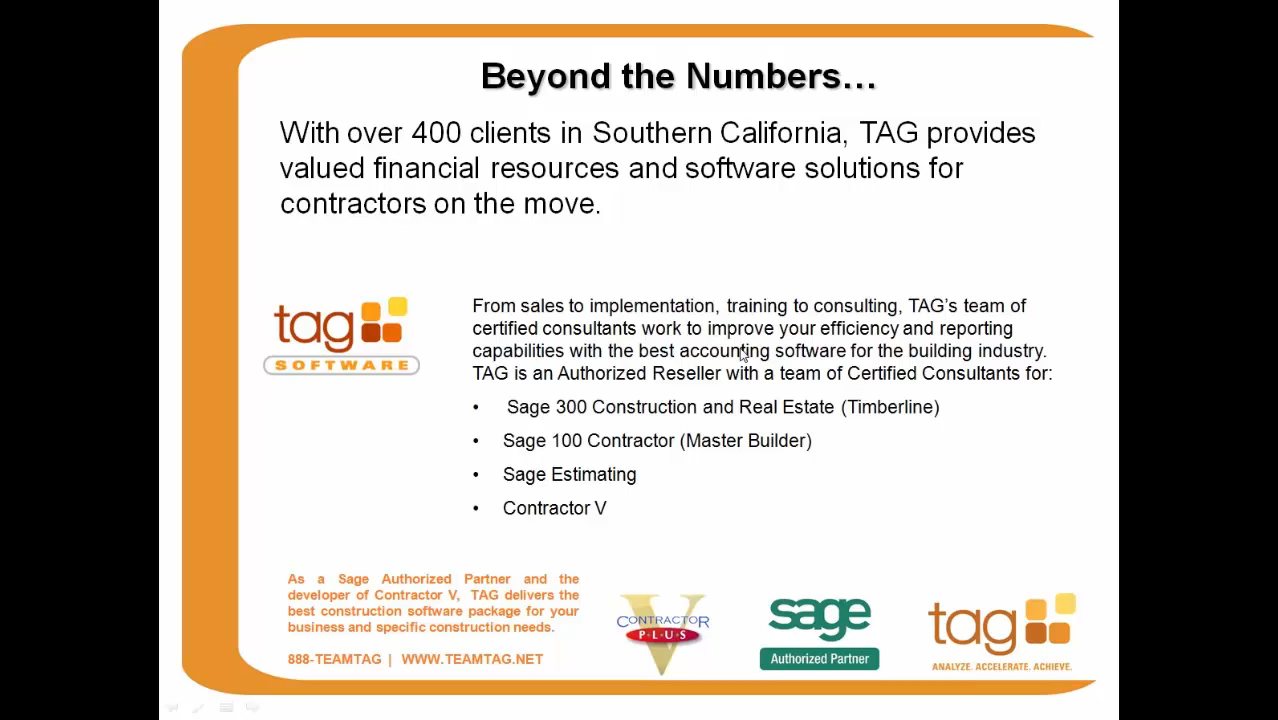 Beyond the Numbers…
With over 400 clients in Southern California, TAG provides
valued financial resources and software solutions for
contractors on the move.
tag
SOFTWARE
From sales to implementation, training to consulting, TAG's team of
certified consultants work to improve your efficiency and reporting
capabilities with the best accounting software for the building industry.
TAG is an Authorized Reseller with a team of Certified Consultants for:
• Sage 300 Construction and Real Estate (Timberline)
• Sage 100 Contractor (Master Builder)
• Sage Estimating
• Contractor V
As a Sage Authorized Partner and the
developer of Contractor V, TAG delivers the
best construction software package for your
business and specific construction needs.
888-TEAMTAG | WWW.TEAMTAG.NET
V
CONTRACTOR
PLUS
sage
Authorized Partner
tag
ANALYZE. ACCELERATE. ACHIEVE.